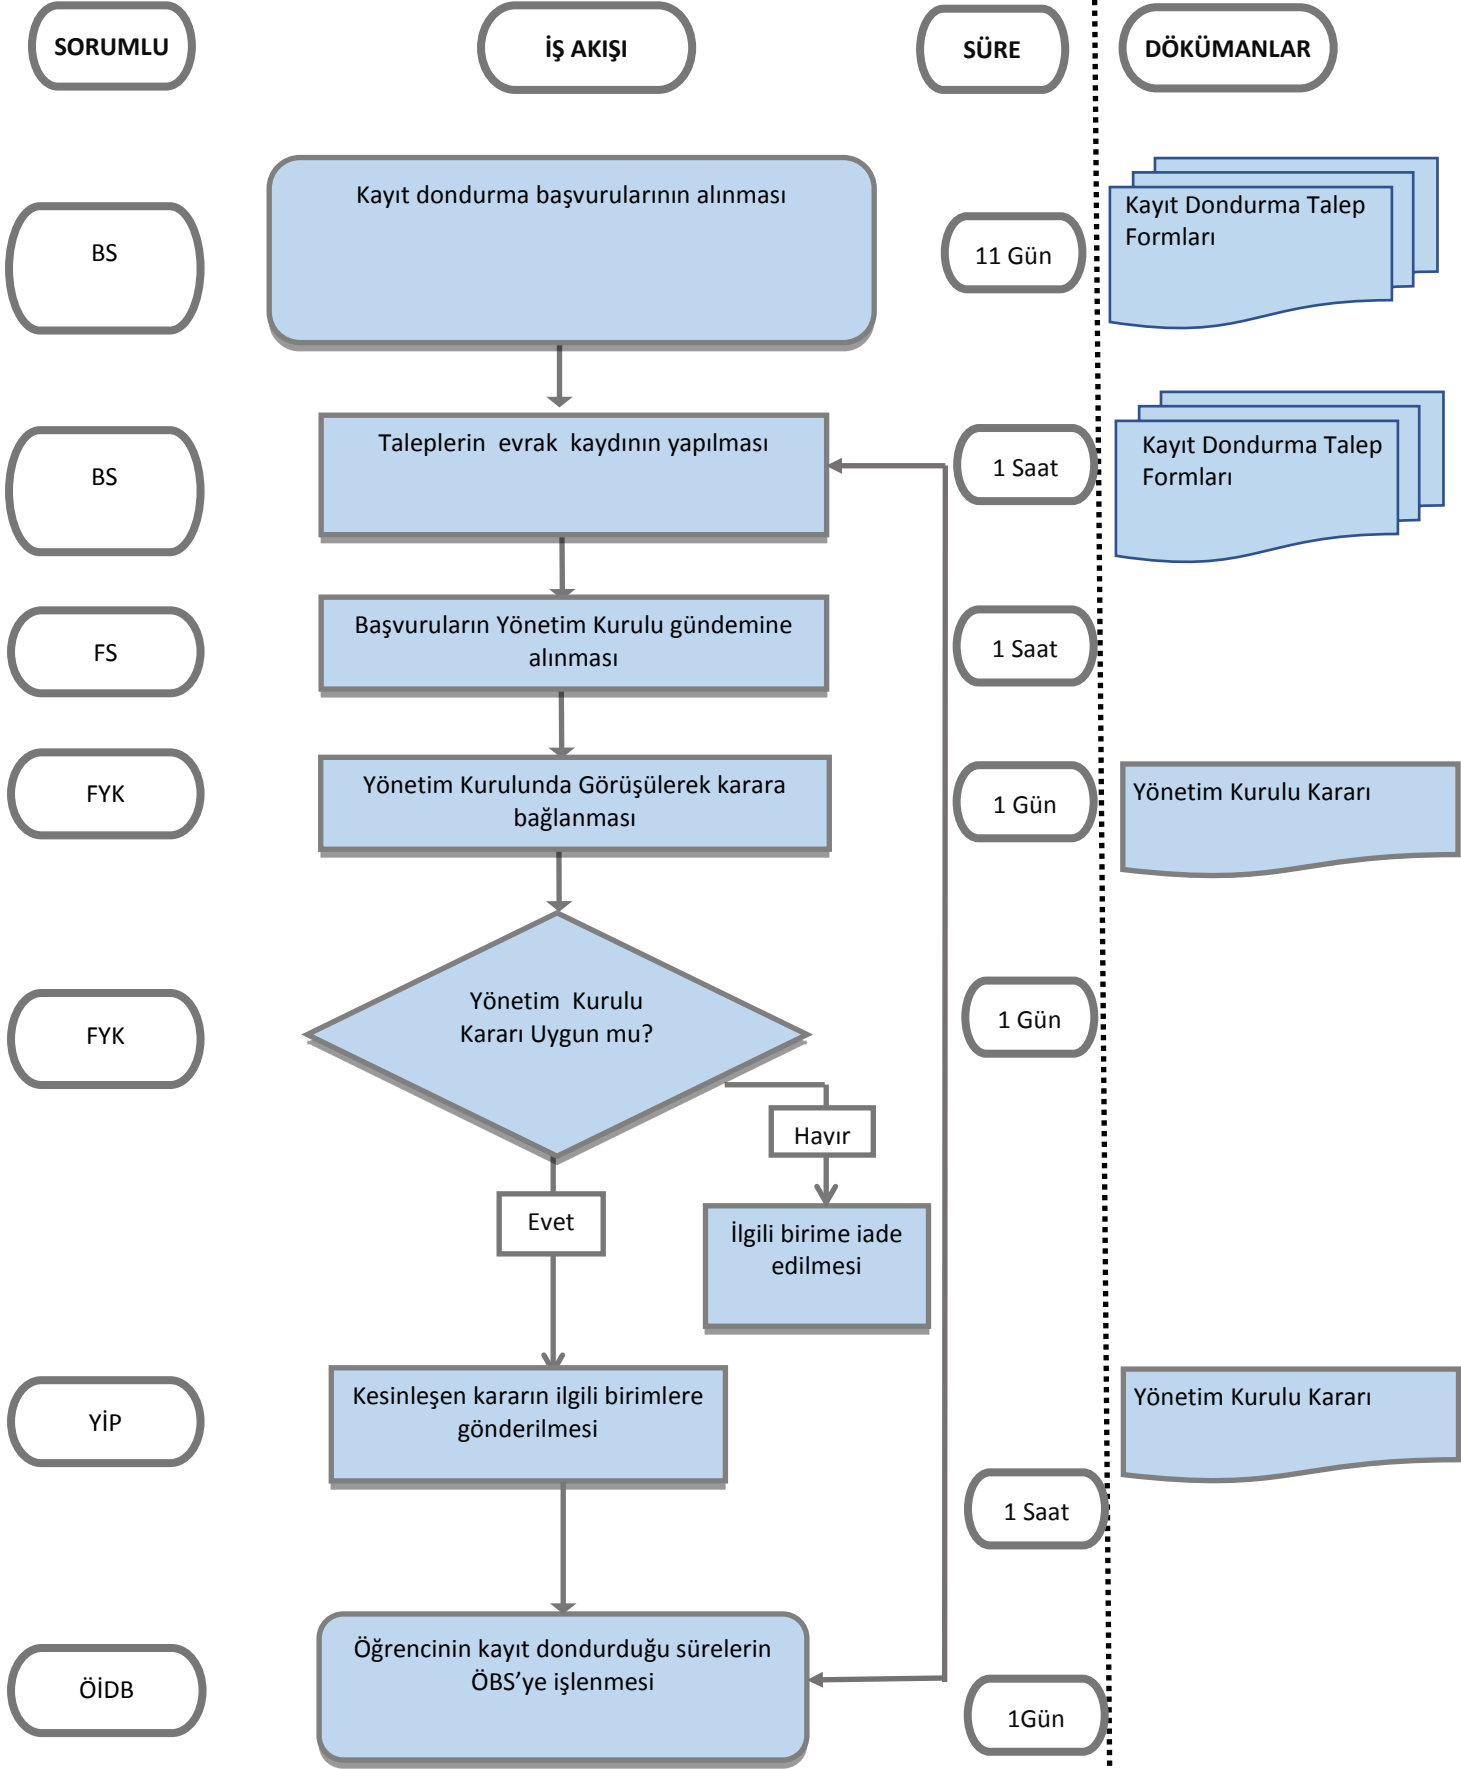 SORUMLU
İŞ AKIŞI
SÜRE
DÖKÜMANLAR
BS
Kayıt dondurma başvurularının alınması
11 Gün
Kayıt Dondurma Talep
Formları
BS
Taleplerin evrak kaydının yapılması
1 Saat
Kayıt Dondurma Talep
Formları
FS
Başvuruların Yönetim Kurulu gündemine
alınması
1 Saat
FYK
Yönetim Kurulunda Görüşülerek karara
bağlanması
1 Gün
Yönetim Kurulu Kararı
FYK
Yönetim Kurulu
Kararı Uygun mu?
1 Gün
Havır
Evet
İlgili birime iade
edilmesi
YİP
Kesinleşen kararın ilgili birimlere
gönderilmesi
1 Saat
Yönetim Kurulu Kararı
ÖİDB
Öğrencinin kayıt dondurduğu sürelerin
ÖBS’ye işlenmesi
1Gün